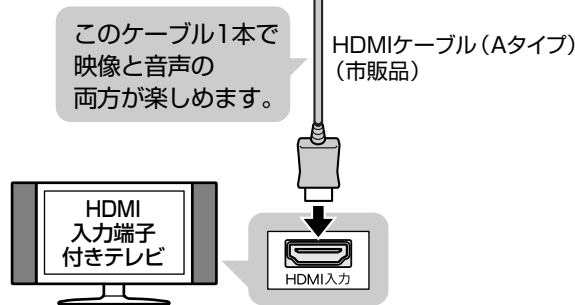 このケーブル1本で
映像と音声の
両方が楽しめます。
HDMIケーブル（Aタイプ）
（市販品）
HDMI
入力端子
付きテレビ
HDMI入力